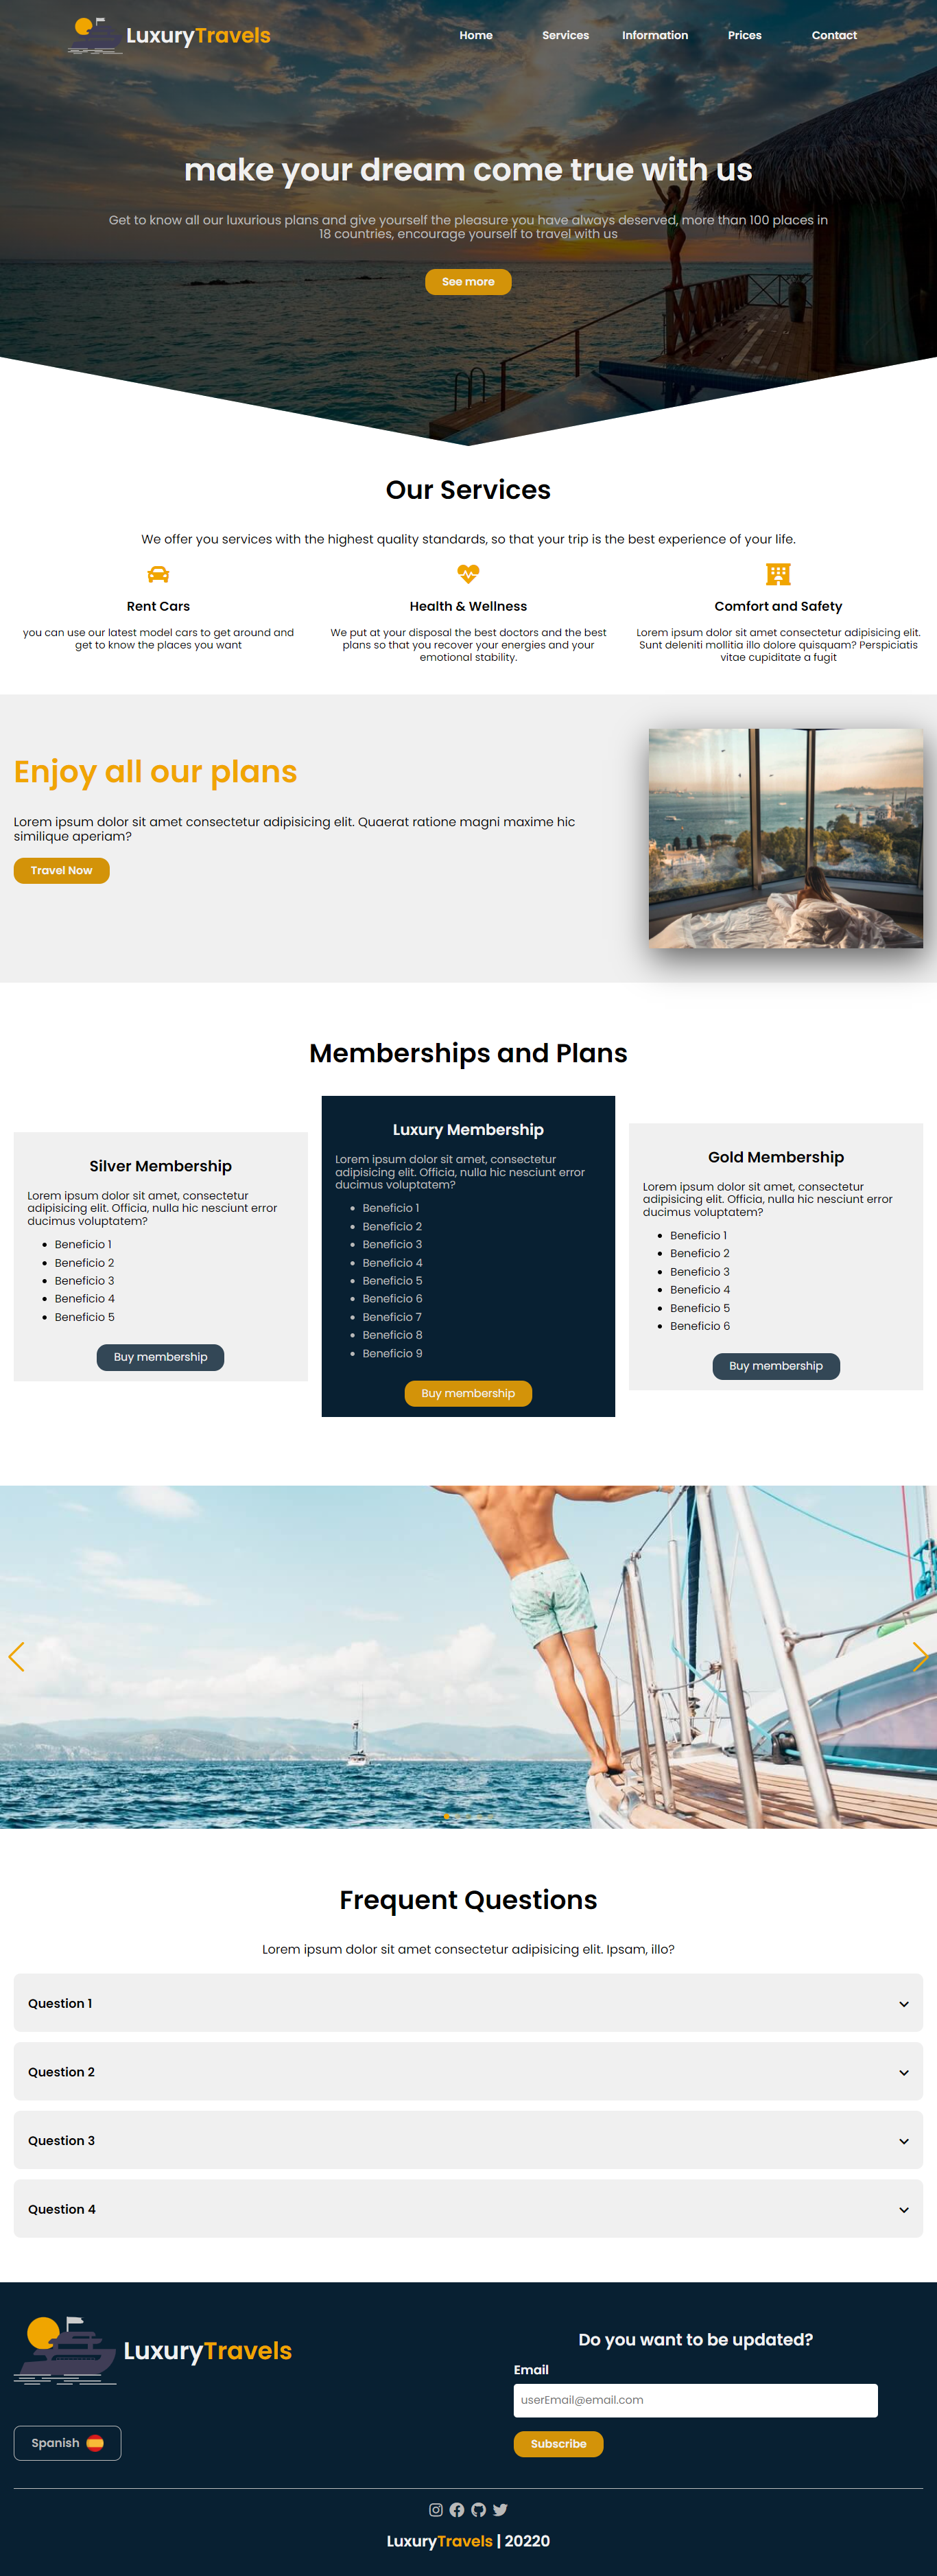 LuxuryTravels
Home
Services
Information
Prices
Contact
make your dream come true with us
Get to know all our luxurious plans and give yourself the pleasure you have always deserved, more than 100 places in
18 countries, encourage yourself to travel with us
See more
Our Services
We offer you services with the highest quality standards, so that your trip is the best experience of your life.
Rent Cars
you can use our latest model cars to get around and
get to know the places you want
Health & Wellness
We put at your disposal the best doctors and the best
plans so that you recover your energies and your
emotional stability.
Comfort and Safety
Lorem ipsum dolor sit amet consectetur adipisicing elit.
Sunt deleniti mollitia illo dolore quisquam? Perspiciatis
vitae cupiditate a fugit
Enjoy all our plans
Lorem ipsum dolor sit amet consectetur adipisicing elit. Quaerat ratione magni maxime hic
similique aperiam?
Travel Now
Memberships and Plans
Silver Membership
Lorem ipsum dolor sit amet, consectetur
adipisicing elit. Officia, nulla hic nesciunt error
ducimus voluptatem?
• Beneficio 1
• Beneficio 2
• Beneficio 3
• Beneficio 4
• Beneficio 5
Buy membership
Luxury Membership
Lorem ipsum dolor sit amet, consectetur
adipisicing elit. Officia, nulla hic nesciunt error
ducimus voluptatem?
• Beneficio 1
• Beneficio 2
• Beneficio 3
• Beneficio 4
• Beneficio 5
• Beneficio 6
• Beneficio 7
• Beneficio 8
• Beneficio 9
Buy membership
Gold Membership
Lorem ipsum dolor sit amet, consectetur
adipisicing elit. Officia, nulla hic nesciunt error
ducimus voluptatem?
• Beneficio 1
• Beneficio 2
• Beneficio 3
• Beneficio 4
• Beneficio 5
• Beneficio 6
Buy membership
Frequent Questions
Lorem ipsum dolor sit amet consectetur adipisicing elit. Ipsam, illo?
Question 1
Question 2
Question 3
Question 4
LuxuryTravels
Spanish
Do you want to be updated?
Email
userEmail@email.com
Subscribe
LuxuryTravels | 20220